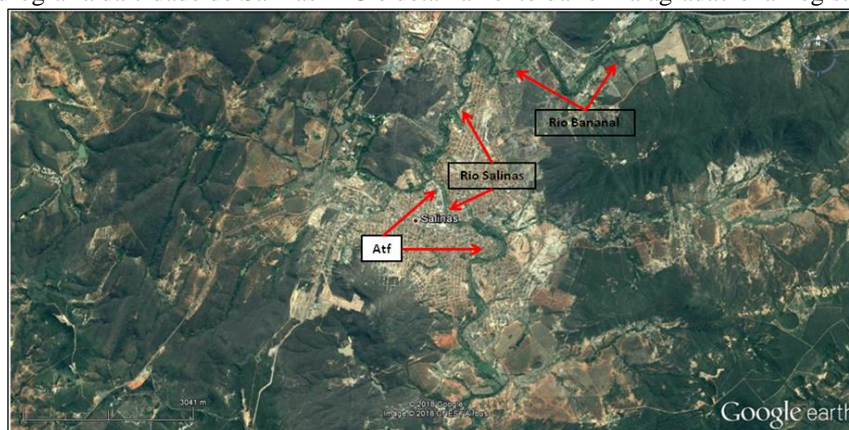 Rio Bananal
Rio Salinas
Salinas
Atf
3041 m
© 2018 Google
Image © 2018 CNES / Airbus
Google earth